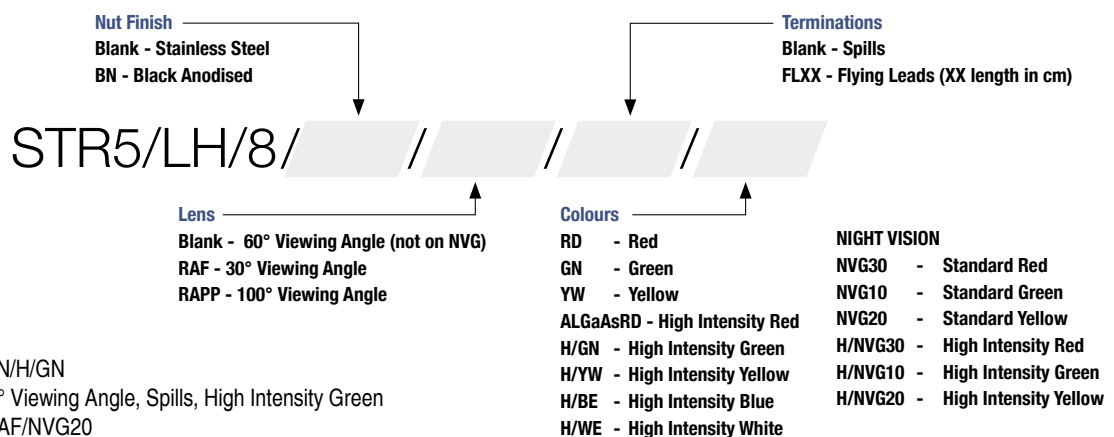 Nut Finish
Blank - Stainless Steel
BN - Black Anodised
Terminations
Blank - Spills
FLXX - Flying Leads (XX length in cm)
STR5/LH/8/ / / /
Lens
Blank - 60° Viewing Angle (not on NVG)
RAF - 30° Viewing Angle
RAPP - 100° Viewing Angle
Colours
RD - Red
GN - Green
YW - Yellow
ALGaAsRD - High Intensity Red
H/GN - High Intensity Green
H/YW - High Intensity Yellow
H/BE - High Intensity Blue
H/WE - High Intensity White
NIGHT VISION
NVG30 - Standard Red
NVG10 - Standard Green
NVG20 - Standard Yellow
H/NVG30 - High Intensity Red
H/NVG10 - High Intensity Green
H/NVG20 - High Intensity Yellow
N/H/GN
° Viewing Angle, Spills, High Intensity Green
AF/NVG20